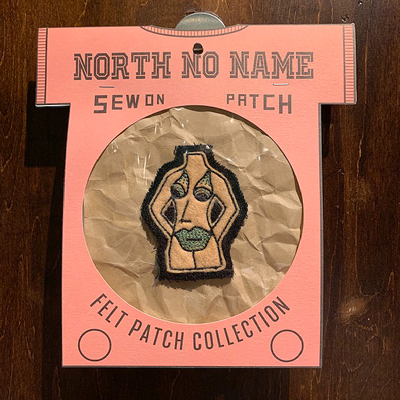 NORTH NO NAME
SEW ON PATCH
FELT PATCH COLLECTION